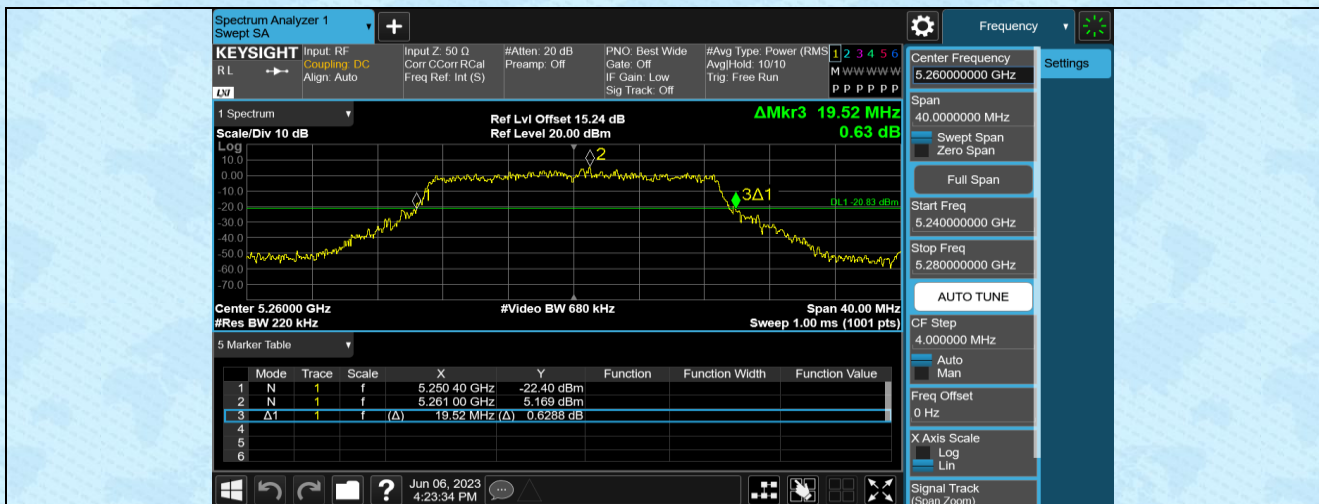 Spectrum Analyzer 1
Swept SA
+
Frequency
KEYSIGHT
R L
LXI
Input: RF
Coupling: DC
Align: Auto
Input Z: 50 Ω
Corr CCorr RCal
Freq Ref: Int (S)
#Atten: 20 dB
Preamp: Off
PNO: Best Wide
Gate: Off
IF Gain: Low
Sig Track: Off
#Avg Type: Power (RMS
Avg|Hold: 10/10
Trig: Free Run
1 2 3 4 5 6
M W W W W W
P P P P P P
1 Spectrum
Scale/Div 10 dB
Ref Lvl Offset 15.24 dB
Ref Level 20.00 dBm
ΔMkr3 19.52 MHz
0.63 dB
Log
10.0
0.00
-10.0
-20.0
-30.0
-40.0
-50.0
-60.0
-70.0
2
3Δ1
DL1 -20.83 dBm
Center 5.26000 GHz
#Video BW 680 kHz
Span 40.00 MHz
#Res BW 220 kHz
Sweep 1.00 ms (1001 pts)
5 Marker Table
Mode Trace Scale X Y Function Function Width Function Value
1 N 1 f 5.250 40 GHz -22.40 dBm
2 N 1 f 5.261 00 GHz 5.169 dBm
3 Δ1 1 f (Δ) 19.52 MHz (Δ) 0.6288 dB
4
5
6
?
Jun 06, 2023
4:23:34 PM
Center Frequency
5.260000000 GHz
Settings
Span
40.0000000 MHz
Swept Span
Zero Span
Full Span
Start Freq
5.240000000 GHz
Stop Freq
5.280000000 GHz
AUTO TUNE
CF Step
4.000000 MHz
Auto
Man
Freq Offset
0 Hz
X Axis Scale
Log
Lin
Signal Track
(Span Zoom)